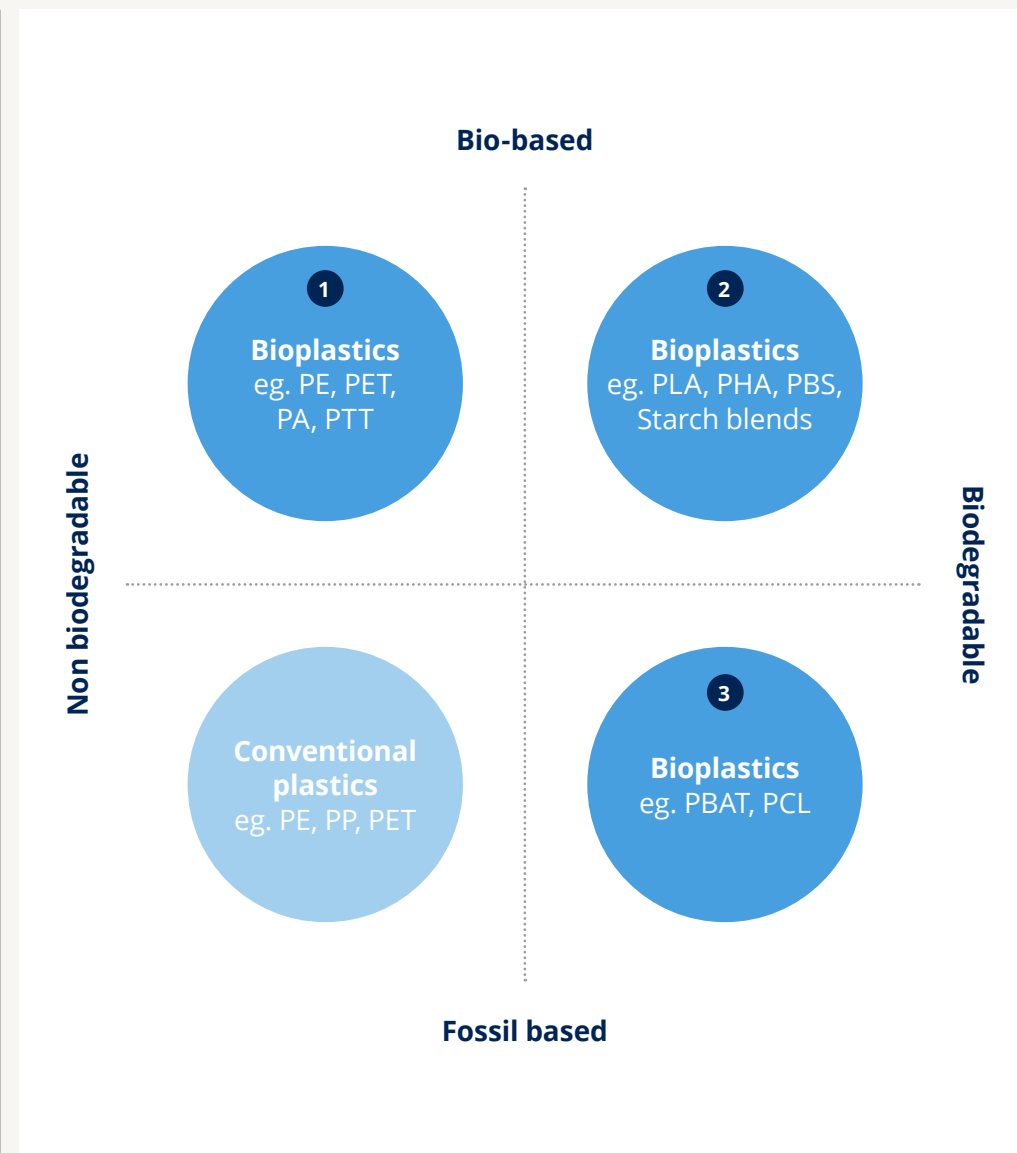 Bio-based
1
Bioplastics
eg. PE, PET,
PA, PTT
2
Bioplastics
eg. PLA, PHA, PBS,
Starch blends
Non biodegradable
Biodegradable
Conventional
plastics
eg. PE, PP, PET
3
Bioplastics
eg. PBAT, PCL
Fossil based